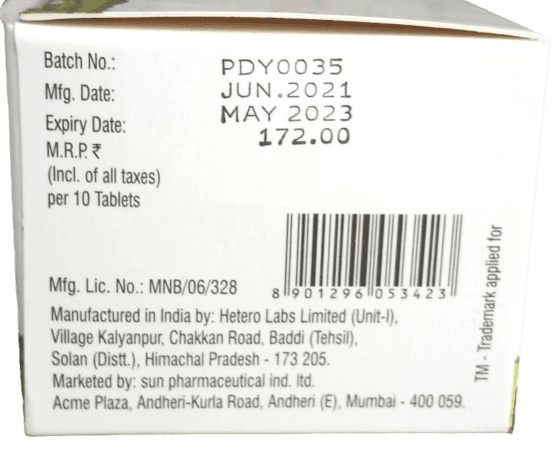 Batch No.: PDY0035
Mfg. Date: JUN.2021
Expiry Date: MAY 2023
M.R.P. ₹ 172.00
(Incl. of all taxes)
per 10 Tablets
8 901296 053423
Mfg. Lic. No.: MNB/06/328
Manufactured in India by: Hetero Labs Limited (Unit-I),
Village Kalyanpur, Chakkan Road, Baddi (Tehsil),
Solan (Distt.), Himachal Pradesh - 173 205.
Marketed by: sun pharmaceutical ind. ltd.
Acme Plaza, Andheri-Kurla Road, Andheri (E), Mumbai - 400 059.
TM - Trademark applied for